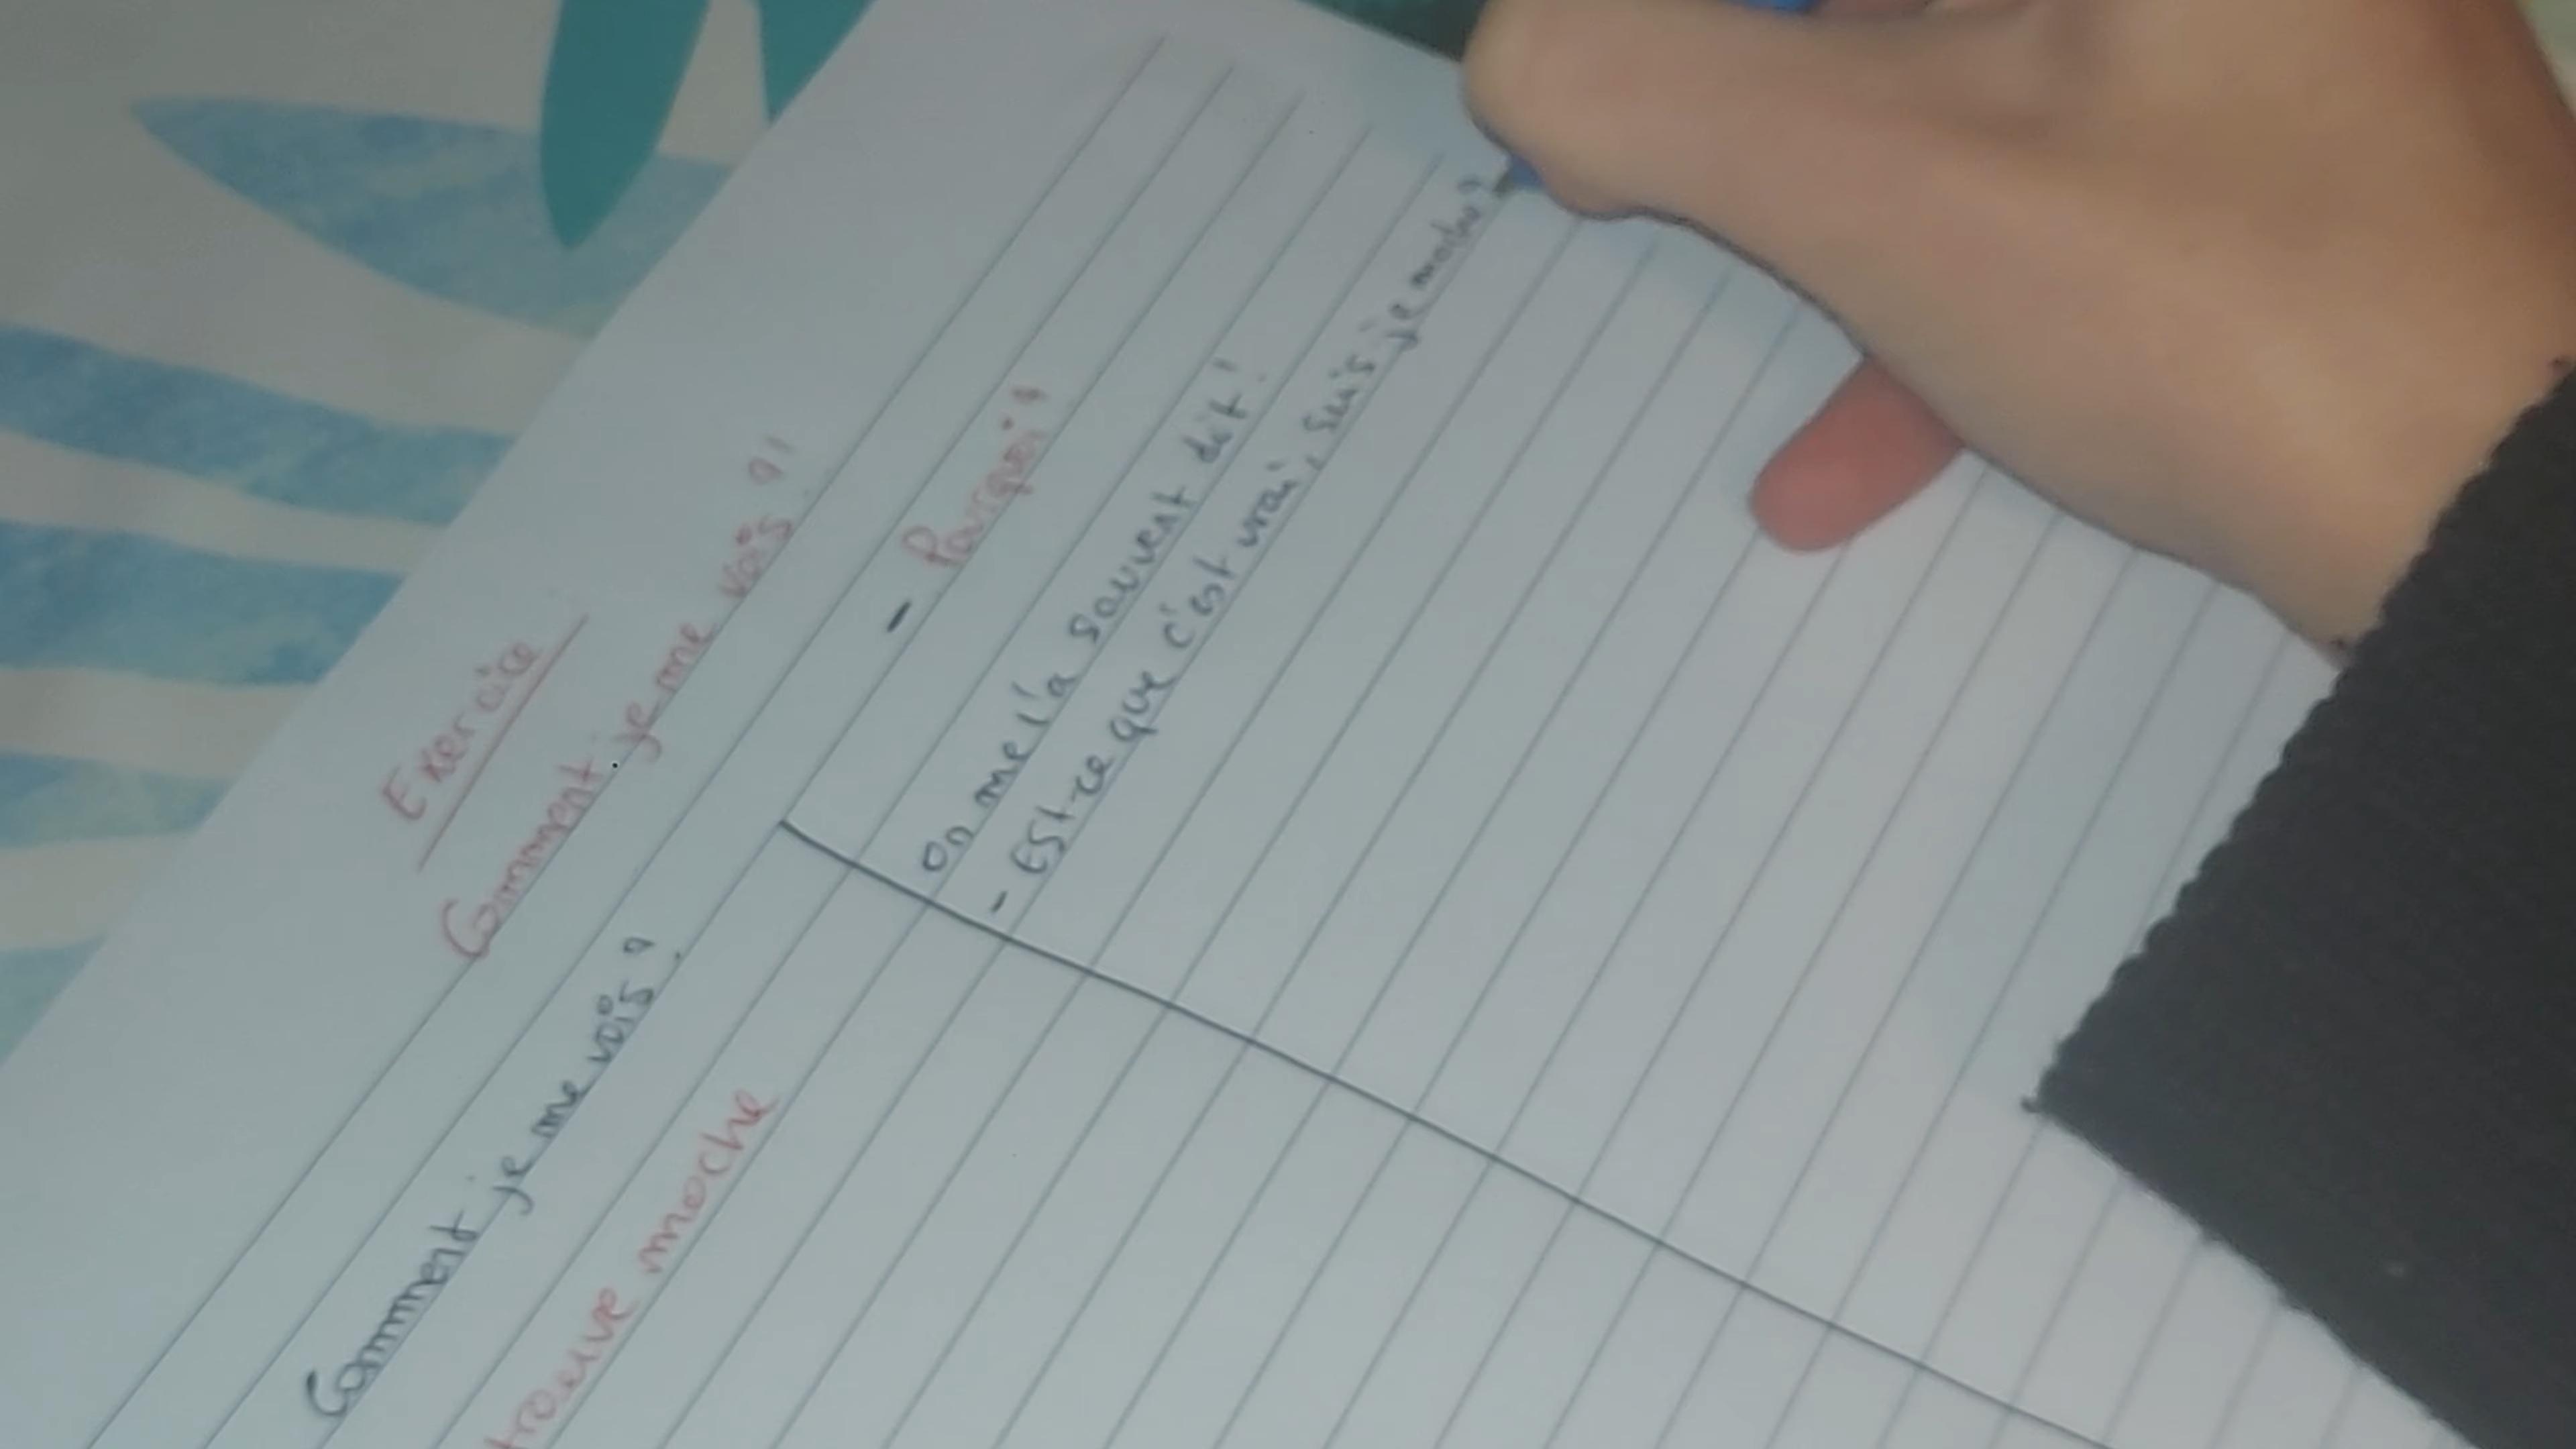 Exercice
Comment je me vois ?!
Comment je me vois ?
trouve moche
- Pourquoi ?
On me l'a souvent dit !
- Est-ce que c'est vrai, suis je moche ?